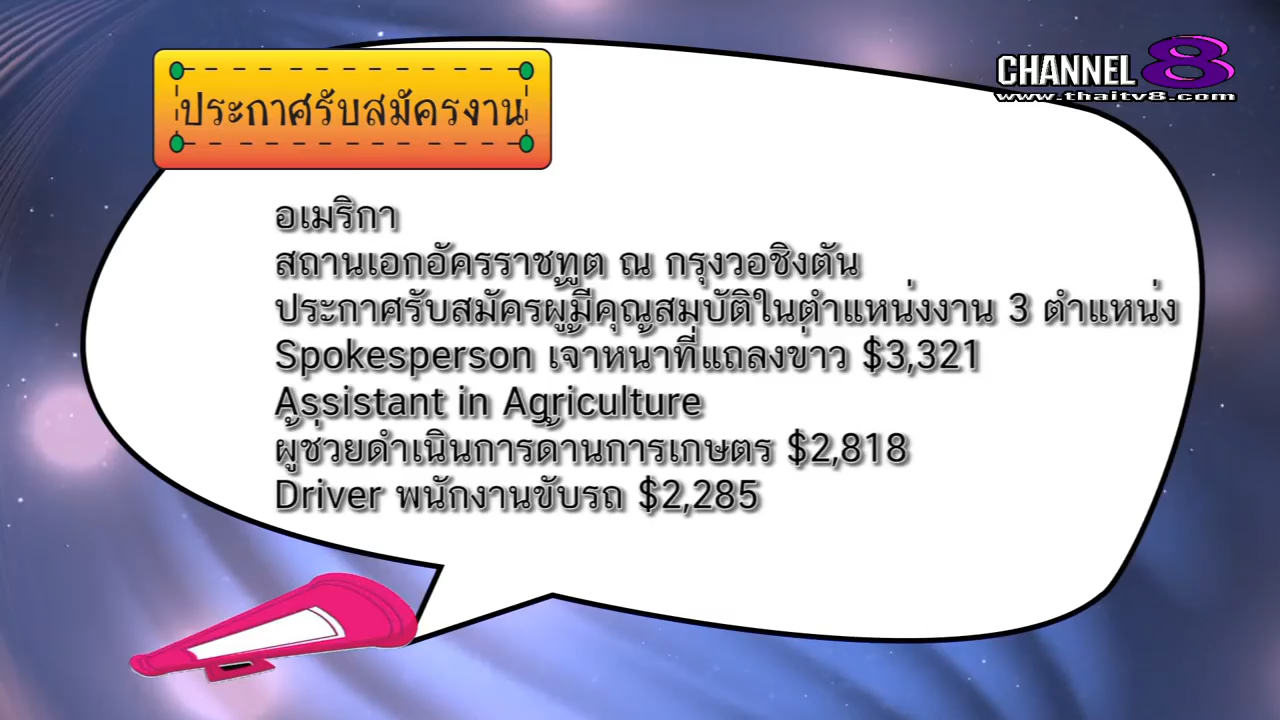 CHANNEL 8
www.thaitv8.com
ประกาศรับสมัครงาน
อเมริกา
สถานเอกอัครราชทูต ณ กรุงวอชิงตัน
ประกาศรับสมัครผู้มีคุณสมบัติในตำแหน่งงาน 3 ตำแหน่ง
Spokesperson เจ้าหน้าที่แถลงข่าว $3,321
Assistant in Agriculture
ผู้ช่วยดำเนินการด้านการเกษตร $2,818
Driver พนักงานขับรถ $2,285